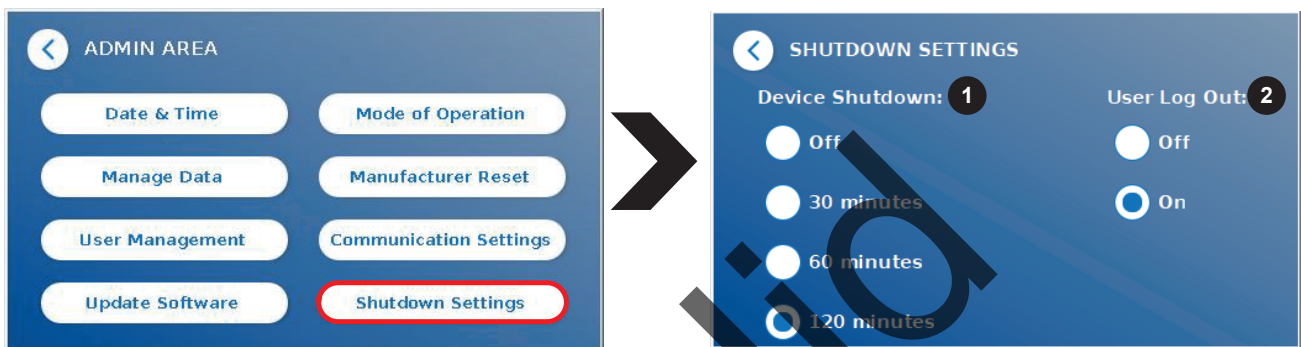 ADMIN AREA
Date & Time
Mode of Operation
Manage Data
Manufacturer Reset
User Management
Communication Settings
Update Software
Shutdown Settings
SHUTDOWN SETTINGS
Device Shutdown: 1
User Log Out: 2
Off
Off
30 minutes
On
60 minutes
120 minutes